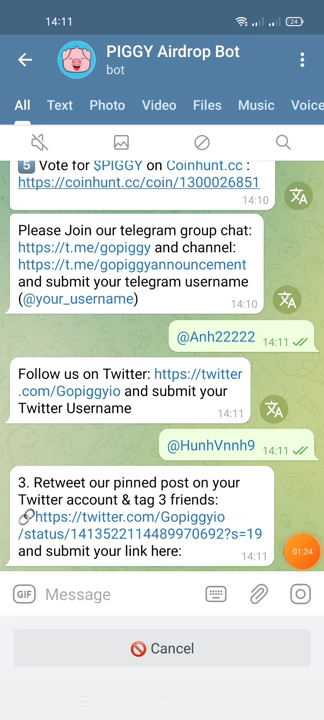 14:11
24
PIGGY Airdrop Bot
bot
All Text Photo Video Files Music Voice
5 Vote for $PIGGY on Coinhunt.cc :
https://coinhunt.cc/coin/1300026851
14:10
Please Join our telegram group chat:
https://t.me/gopiggy and channel:
https://t.me/gopiggyannouncement
and submit your telegram username
(@your_username)
14:10
@Anh22222 14:11
Follow us on Twitter: https://twitter
.com/Gopiggyio and submit your
Twitter Username
14:11
@HunhVnnh9 14:11
3. Retweet our pinned post on your
Twitter account & tag 3 friends:
🔗https://twitter.com/Gopiggyio
/status/1413522114489970692?s=19
and submit your link here:
14:11
01:24
GIF Message
🚫 Cancel